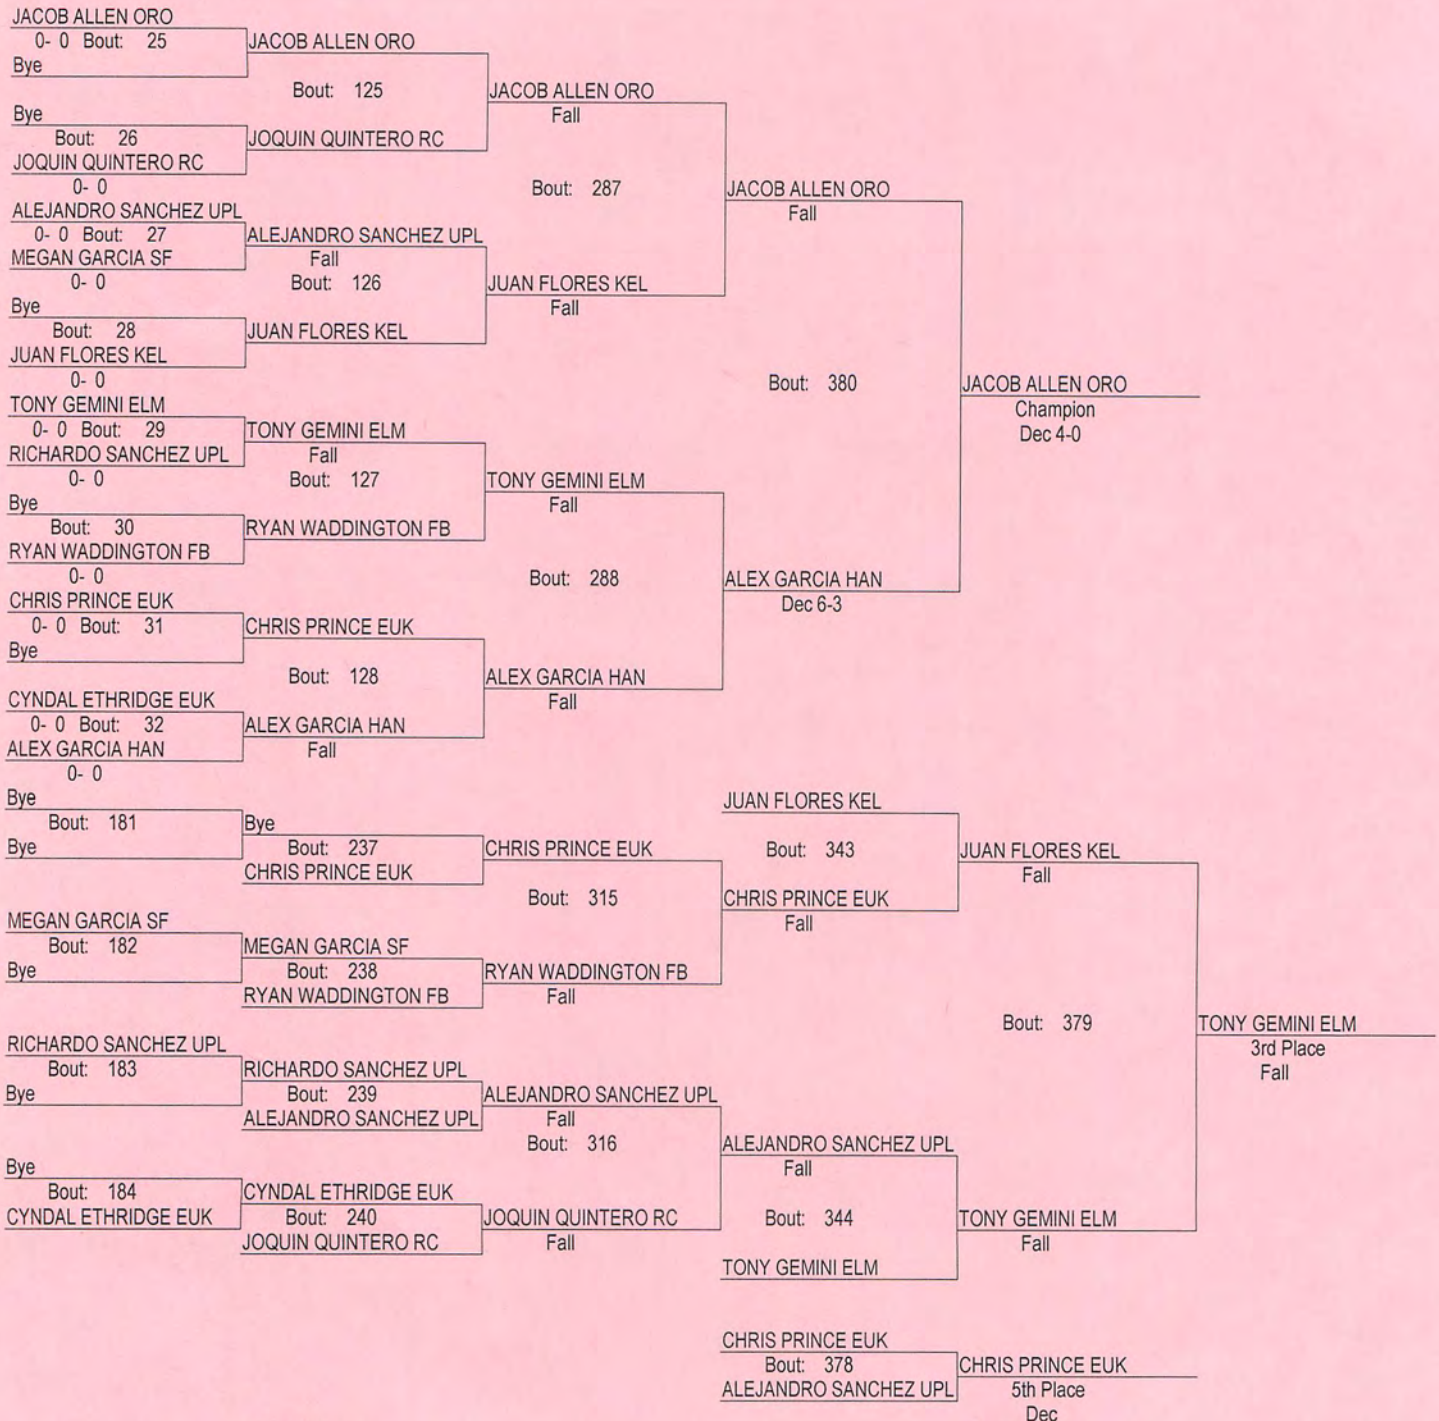 JACOB ALLEN ORO
0- 0 Bout: 25
Bye
JACOB ALLEN ORO
Bout: 125
Bye
Bout: 26
JOQUIN QUINTERO RC
0- 0
JOQUIN QUINTERO RC
JACOB ALLEN ORO
Fall
Bout: 287
ALEJANDRO SANCHEZ UPL
0- 0 Bout: 27
MEGAN GARCIA SF
0- 0
ALEJANDRO SANCHEZ UPL
Fall
Bout: 126
Bye
Bout: 28
JUAN FLORES KEL
0- 0
JUAN FLORES KEL
JUAN FLORES KEL
Fall
JACOB ALLEN ORO
Fall
Bout: 380
TONY GEMINI ELM
0- 0 Bout: 29
RICHARDO SANCHEZ UPL
0- 0
TONY GEMINI ELM
Fall
Bout: 127
Bye
Bout: 30
RYAN WADDINGTON FB
0- 0
RYAN WADDINGTON FB
TONY GEMINI ELM
Fall
Bout: 288
CHRIS PRINCE EUK
0- 0 Bout: 31
Bye
CHRIS PRINCE EUK
Bout: 128
CYNDAL ETHRIDGE EUK
0- 0 Bout: 32
ALEX GARCIA HAN
0- 0
ALEX GARCIA HAN
Fall
ALEX GARCIA HAN
Fall
ALEX GARCIA HAN
Dec 6-3
JACOB ALLEN ORO
Champion
Dec 4-0
Bye
Bout: 181
Bye
Bye
Bout: 237
CHRIS PRINCE EUK
CHRIS PRINCE EUK
Bout: 315
MEGAN GARCIA SF
Bout: 182
Bye
MEGAN GARCIA SF
Bout: 238
RYAN WADDINGTON FB
RYAN WADDINGTON FB
Fall
JUAN FLORES KEL
Bout: 343
CHRIS PRINCE EUK
Fall
JUAN FLORES KEL
Fall
Bout: 379
RICHARDO SANCHEZ UPL
Bout: 183
Bye
RICHARDO SANCHEZ UPL
Bout: 239
ALEJANDRO SANCHEZ UPL
ALEJANDRO SANCHEZ UPL
Fall
Bout: 316
Bye
Bout: 184
CYNDAL ETHRIDGE EUK
CYNDAL ETHRIDGE EUK
Bout: 240
JOQUIN QUINTERO RC
JOQUIN QUINTERO RC
Fall
ALEJANDRO SANCHEZ UPL
Fall
Bout: 344
TONY GEMINI ELM
TONY GEMINI ELM
Fall
TONY GEMINI ELM
3rd Place
Fall
CHRIS PRINCE EUK
Bout: 378
ALEJANDRO SANCHEZ UPL
CHRIS PRINCE EUK
5th Place
Dec